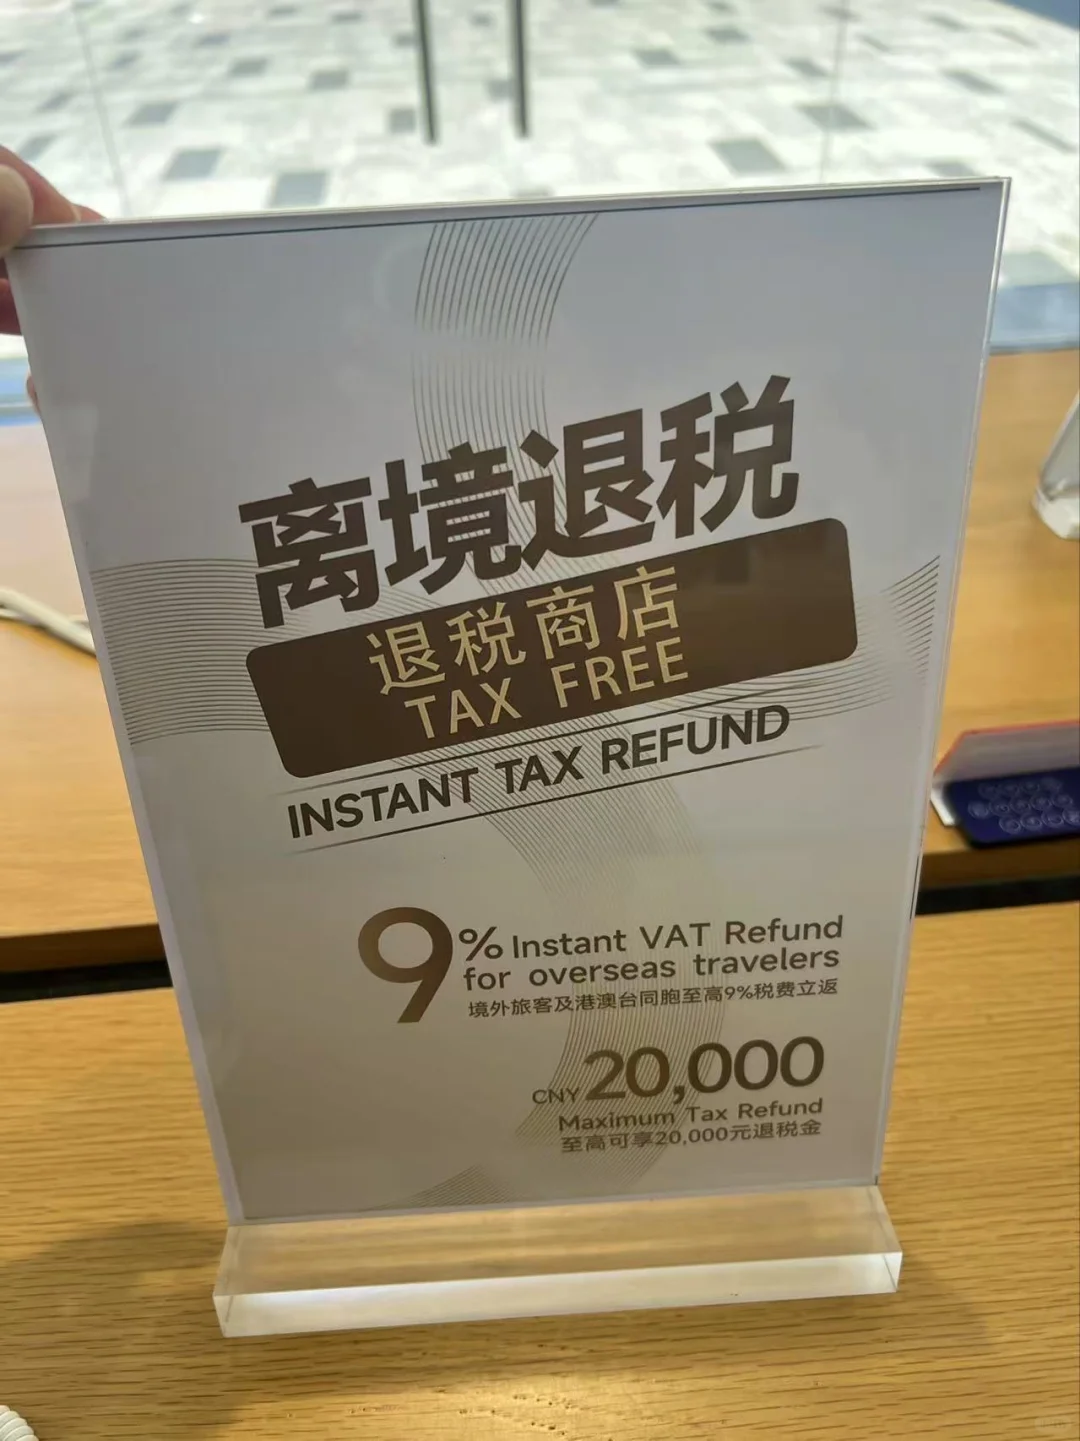 离境退税
退税商店
TAX FREE
INSTANT TAX REFUND
9% Instant VAT Refund
for overseas travelers
境外旅客及港澳台同胞至高9%税费立返
CNY 20,000
Maximum Tax Refund
至高可享20,000元退税金